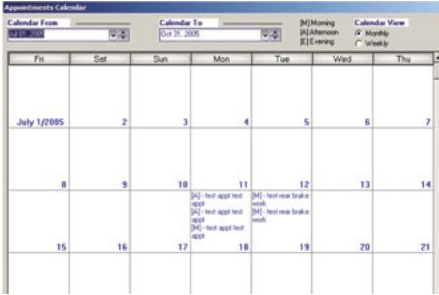 Appointments Calendar
Calendar From
Jul 01, 2005
Calendar To
Oct 31, 2005
[M] Morning
[A] Afternoon
[E] Evening
Calendar View
Monthly
Weekly
Fri Sat Sun Mon Tue Wed Thu
July 1/2005 2 3 4 5 6 7
8 9 10 11 12 13 14
[A] - test appt test
appt
[A] - test appt test
appt
[M] - test appt test
appt
[M] - test rear brake
work
[M] - test rear brake
work
15 16 17 18 19 20 21